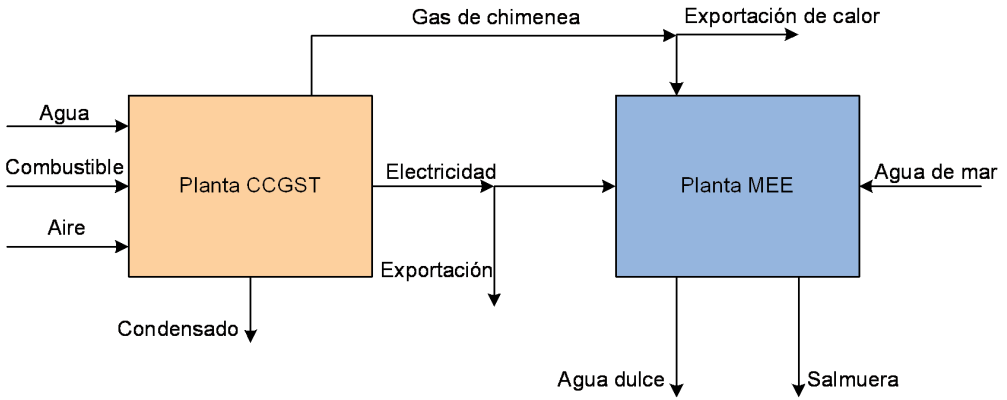 Gas de chimenea
Exportación de calor
Agua
Combustible
Aire
Planta CCGST
Electricidad
Planta MEE
Agua de mar
Exportación
Condensado
Agua dulce
Salmuera